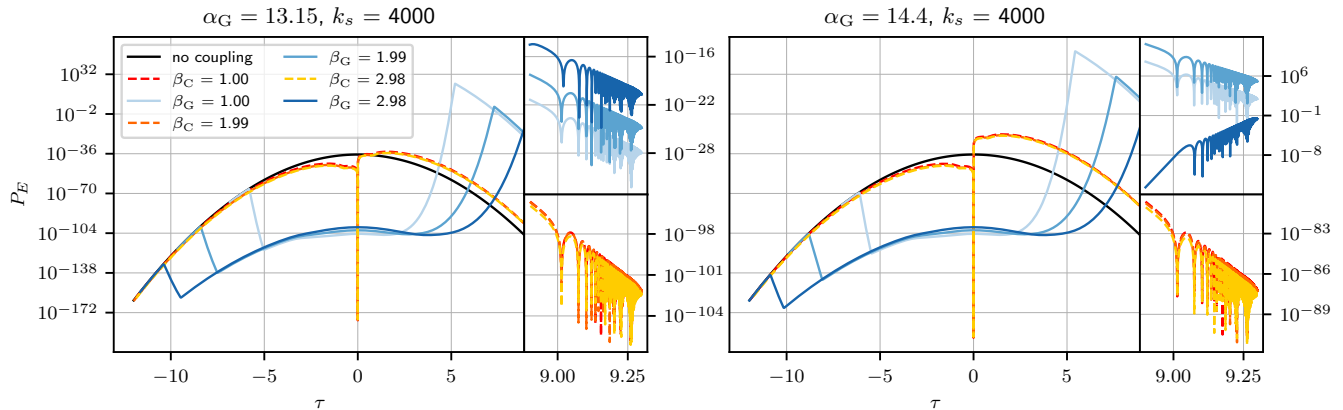 α_G = 13.15, k_s = 4000
P_E
10^32
10^−2
10^−36
10^−70
10^−104
10^−138
10^−172
no coupling
β_C = 1.00
β_G = 1.00
β_C = 1.99
β_G = 1.99
β_C = 2.98
β_G = 2.98
−10
−5
0
5
τ
10^−16
10^−22
10^−28
10^−98
10^−101
10^−104
9.00
9.25
α_G = 14.4, k_s = 4000
−10
−5
0
5
τ
10^6
10^−1
10^−8
10^−83
10^−86
10^−89
9.00
9.25